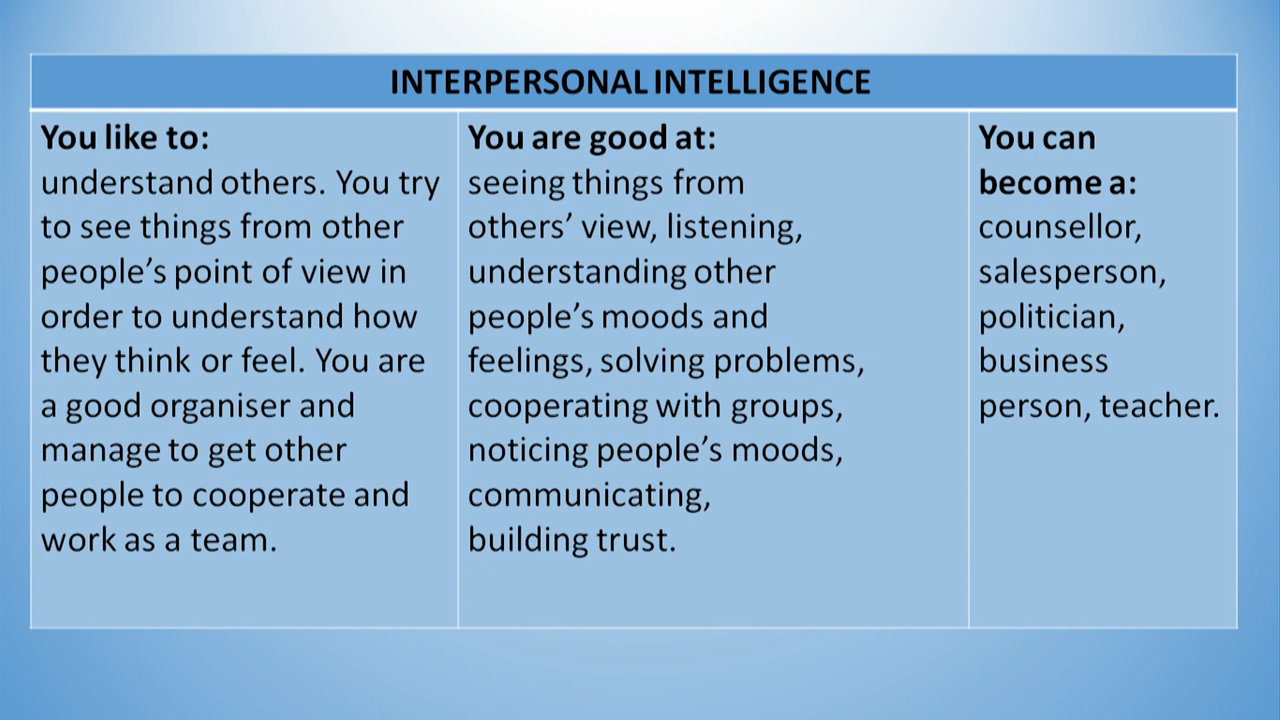 INTERPERSONAL INTELLIGENCE
You like to:
understand others. You try
to see things from other
people’s point of view in
order to understand how
they think or feel. You are
a good organiser and
manage to get other
people to cooperate and
work as a team.
You are good at:
seeing things from
others’ view, listening,
understanding other
people’s moods and
feelings, solving problems,
cooperating with groups,
noticing people’s moods,
communicating,
building trust.
You can
become a:
counsellor,
salesperson,
politician,
business
person, teacher.